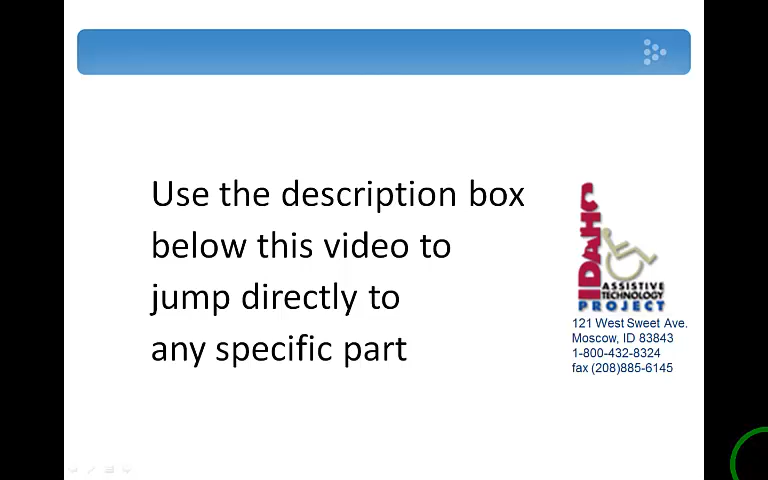 Use the description box
below this video to
jump directly to
any specific part
IDAHO
ASSISTIVE
TECHNOLOGY
PROJECT
121 West Sweet Ave.
Moscow, ID 83843
1-800-432-8324
fax (208)885-6145